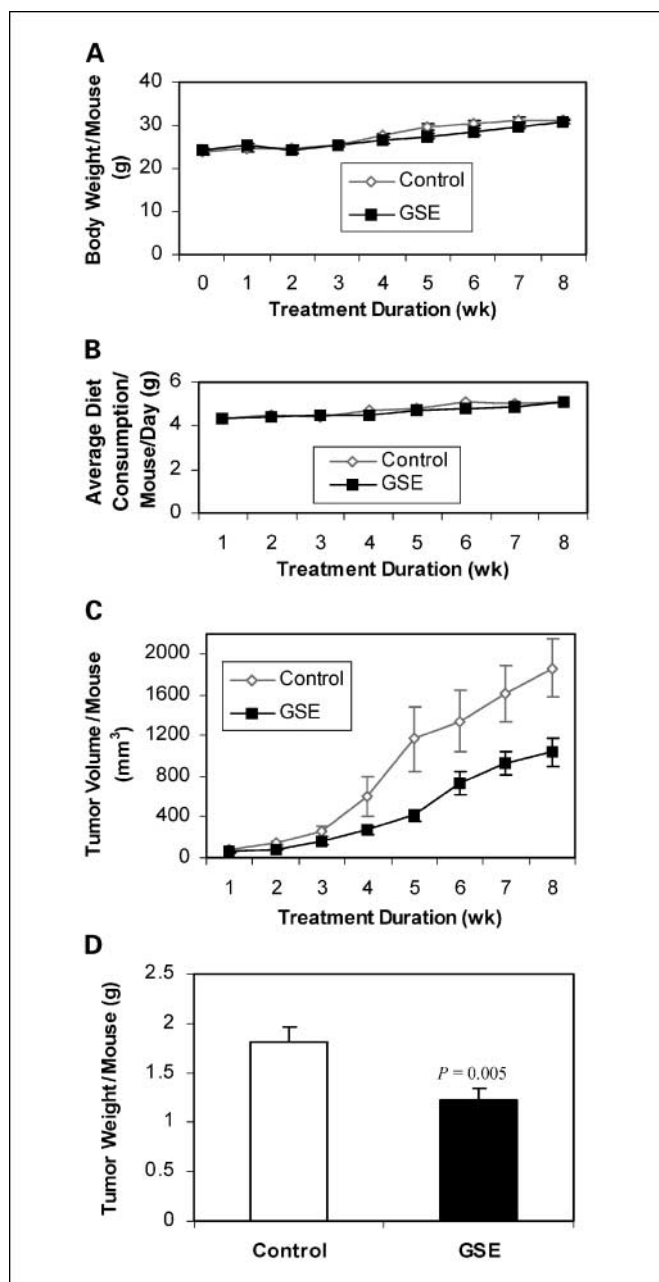 A
Body Weight/Mouse
(g)
40
30
20
10
0
Control
GSE
0 1 2 3 4 5 6 7 8
Treatment Duration (wk)
B
Average Diet
Consumption/
Mouse/Day (g)
6
4
2
0
Control
GSE
1 2 3 4 5 6 7 8
Treatment Duration (wk)
C
Tumor Volume/Mouse
(mm³)
2000
1600
1200
800
400
0
Control
GSE
1 2 3 4 5 6 7 8
Treatment Duration (wk)
D
Tumor Weight/Mouse (g)
2.5
2
1.5
1
0.5
0
P = 0.005
Control GSE